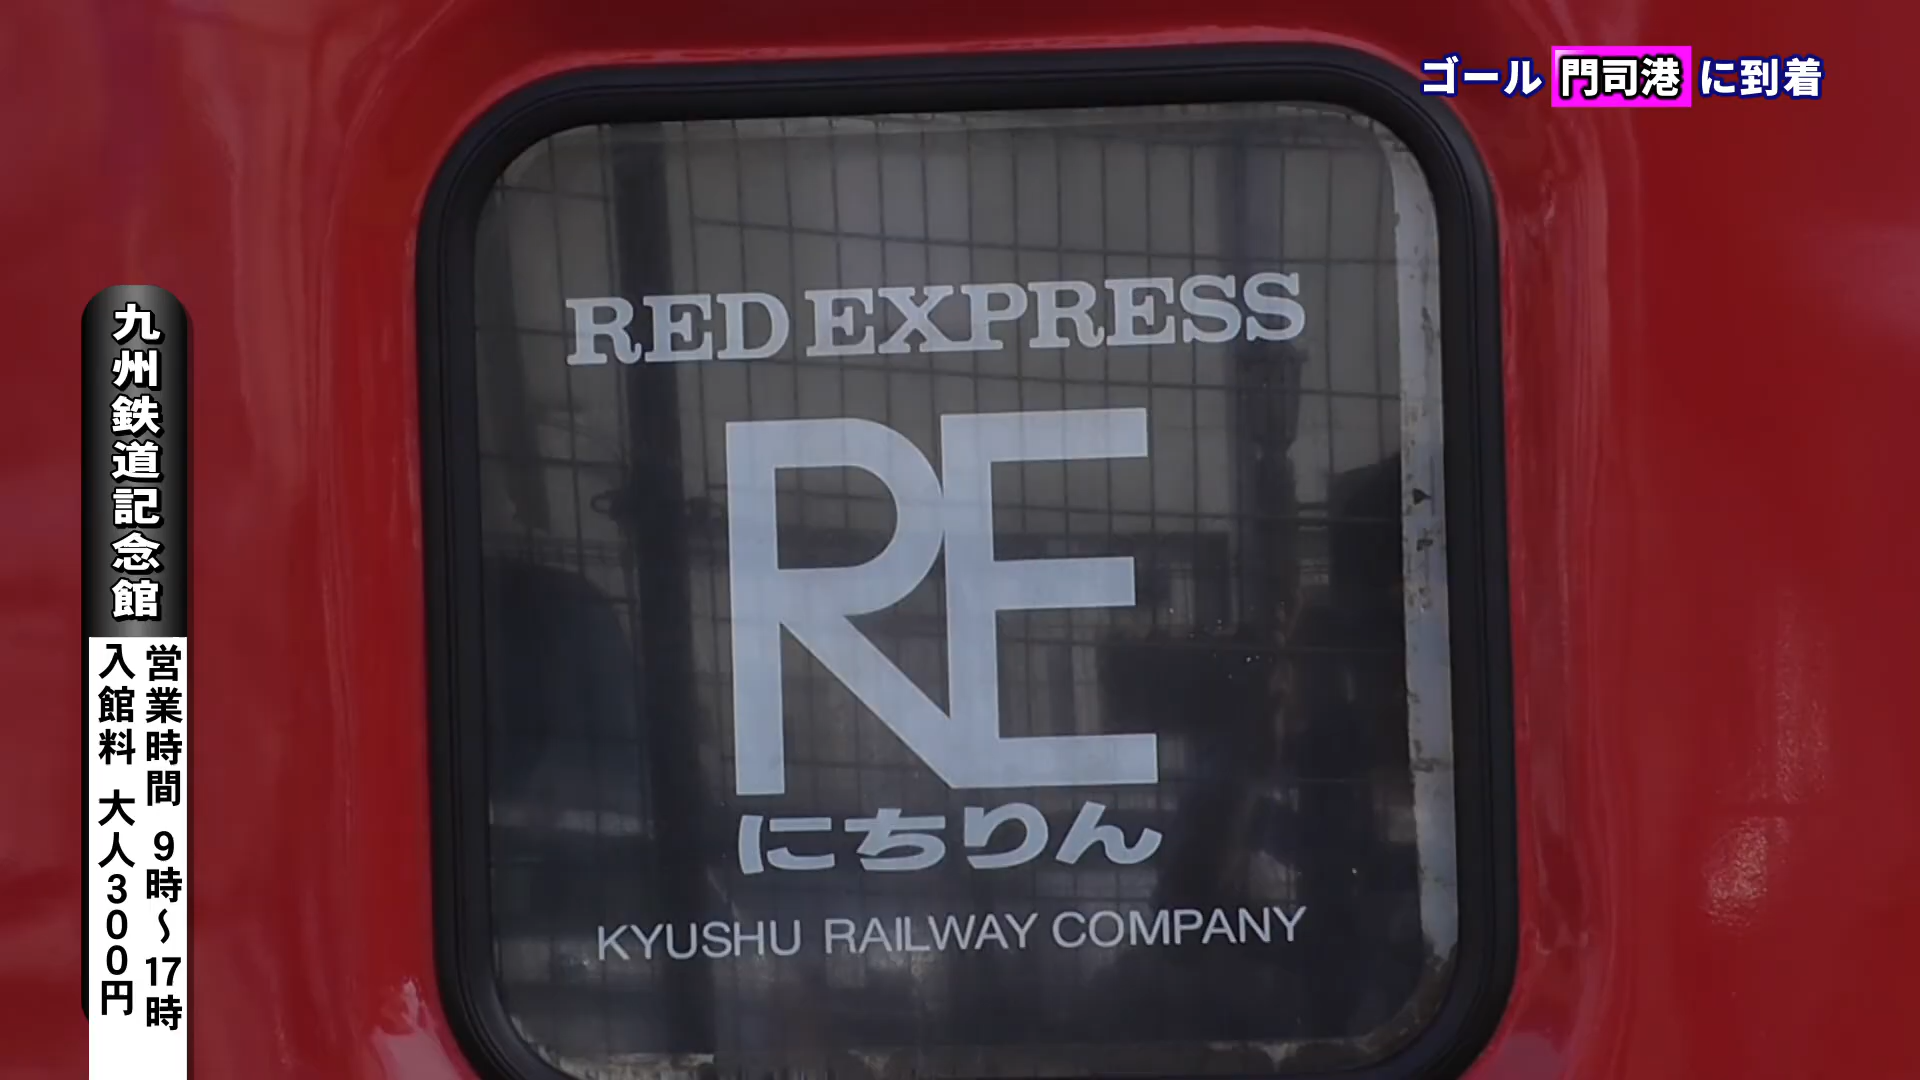 ゴール 門司港 に到着
RED EXPRESS
RE
にちりん
KYUSHU RAILWAY COMPANY
九州鉄道記念館
営業時間 9時～17時
入館料 大人300円